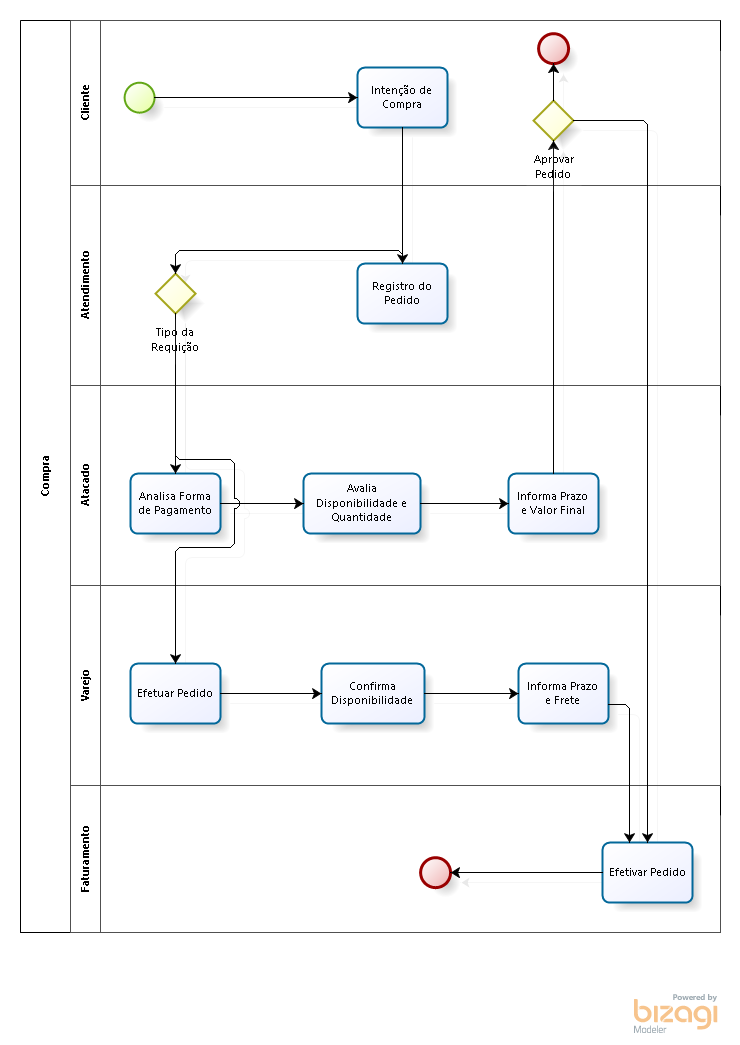 Compra
Cliente
Intenção de
Compra
Aprovar
Pedido
Atendimento
Registro do
Pedido
Tipo da
Requição
Atacado
Analisa Forma
de Pagamento
Avalia
Disponibilidade e
Quantidade
Informa Prazo
e Valor Final
Varejo
Efetuar Pedido
Confirma
Disponibilidade
Informa Prazo
e Frete
Faturamento
Efetivar Pedido
Powered by
bizagi
Modeler